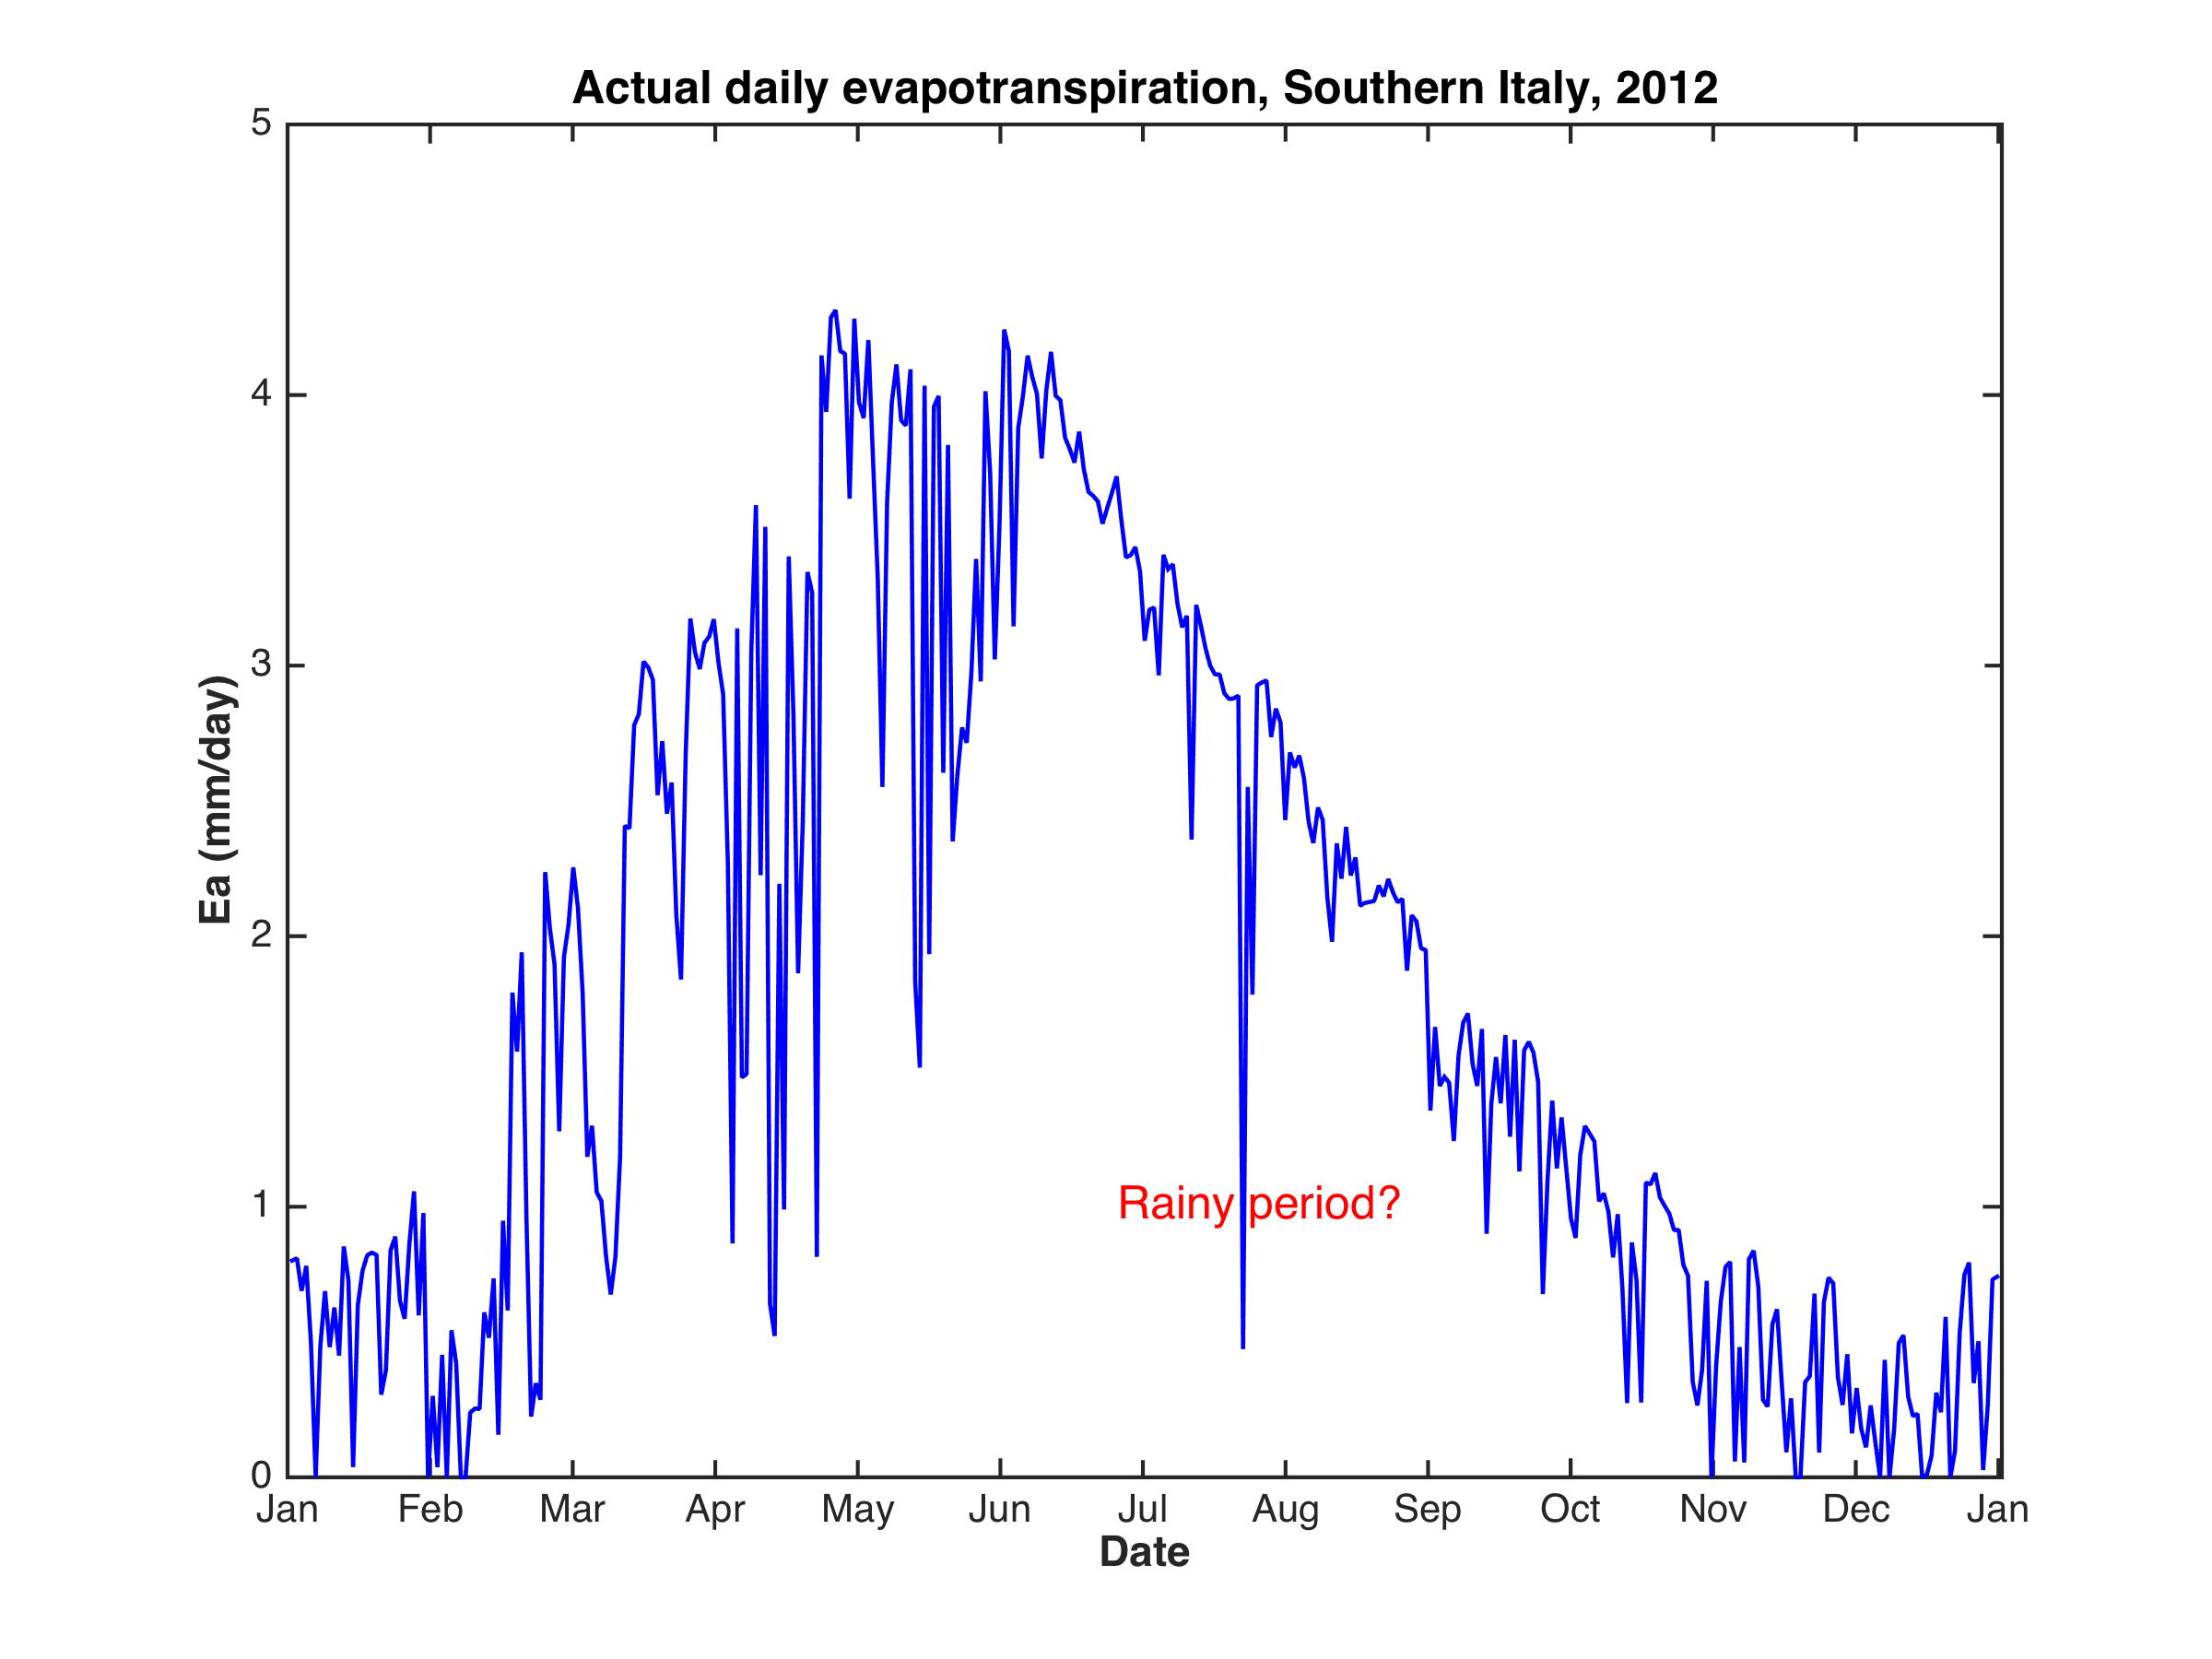 Actual daily evapotranspiration, Southern Italy, 2012
5
4
3
2
1
0
Ea (mm/day)
Rainy period?
Jan Feb Mar Apr May Jun Jul Aug Sep Oct Nov Dec Jan
Date